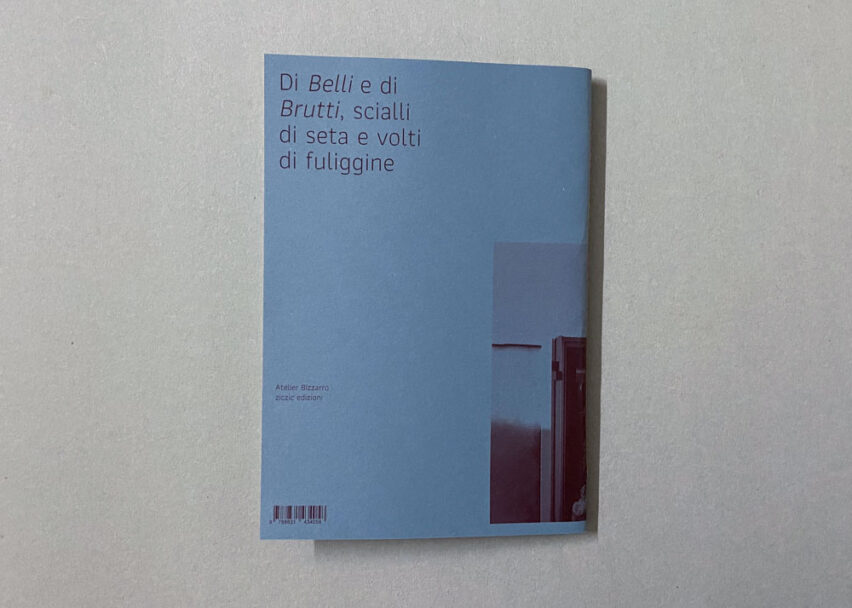 Di Belli e di
Brutti, scialli
di seta e volti
di fuliggine
Atelier Bizzarro
ziczic edizioni